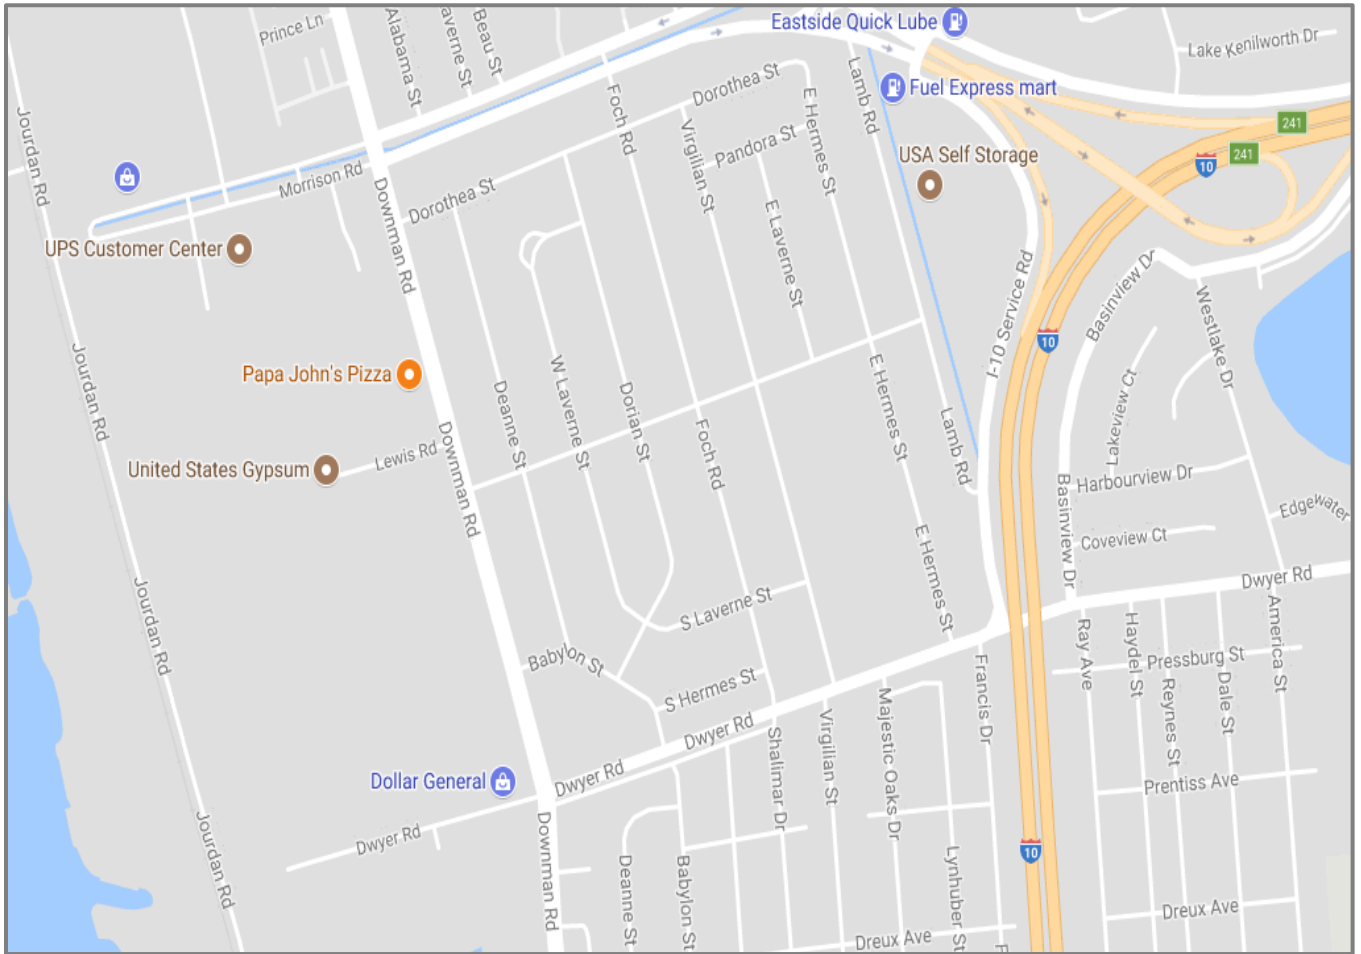 Prince Ln
Alabama St
averne St
Beau St
Eastside Quick Lube
Lake Kenilworth Dr
Fuel Express mart
Lamb Rd
Foch Rd
Dorothea St
E Hermes St
Virgilian St
Pandora St
USA Self Storage
241
241
10
Jourdan Rd
Morrison Rd
Downman Rd
Dorothea St
E Laverne St
UPS Customer Center
I-10 Service Rd
Basinview Dr
Westlake Dr
10
Papa John's Pizza
Jourdan Rd
Deanne St
W Laverne St
Dorian St
Foch Rd
E Hermes St
Lamb Rd
Lakeview Ct
Downman Rd
Lewis Rd
United States Gypsum
Harbourview Dr
Basinview Dr
Edgewater
Coveview Ct
E Hermes St
Dwyer Rd
Jourdan Rd
S Laverne St
America St
Ray Ave
Haydel St
Pressburg St
Babylon St
S Hermes St
Francis Dr
Reynes St
Dale St
Dwyer Rd
Majestic Oaks Dr
Virgilian St
Shalimar Dr
Dollar General
Dwyer Rd
Prentiss Ave
Jourdan Rd
Dwyer Rd
Downman Rd
Deanne St
Babylon St
Lynhuber St
10
Dreux Ave
Dreux Ave
F